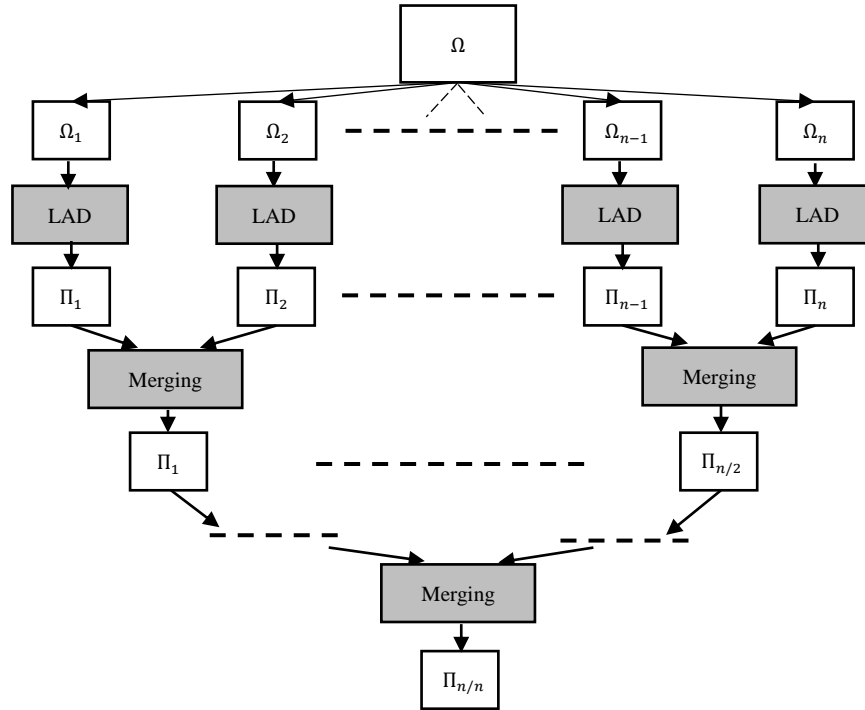 Ω
Ω₁ Ω₂ Ωₙ₋₁ Ωₙ
LAD LAD LAD LAD
Π₁ Π₂ Πₙ₋₁ Πₙ
Merging Merging
Π₁ Πₙ/₂
Merging
Πₙ/ₙ